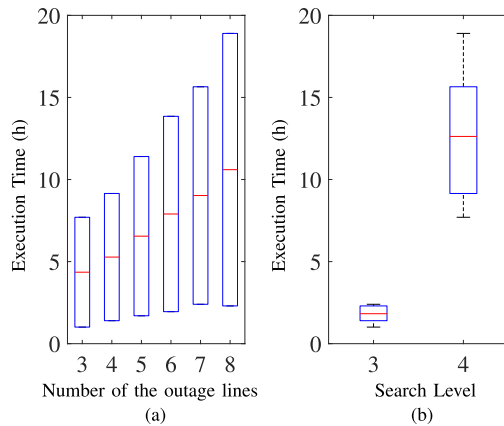 20
15
10
5
0
Execution Time (h)
3 4 5 6 7 8
Number of the outage lines
(a)
20
15
10
5
0
Execution Time (h)
3 4
Search Level
(b)